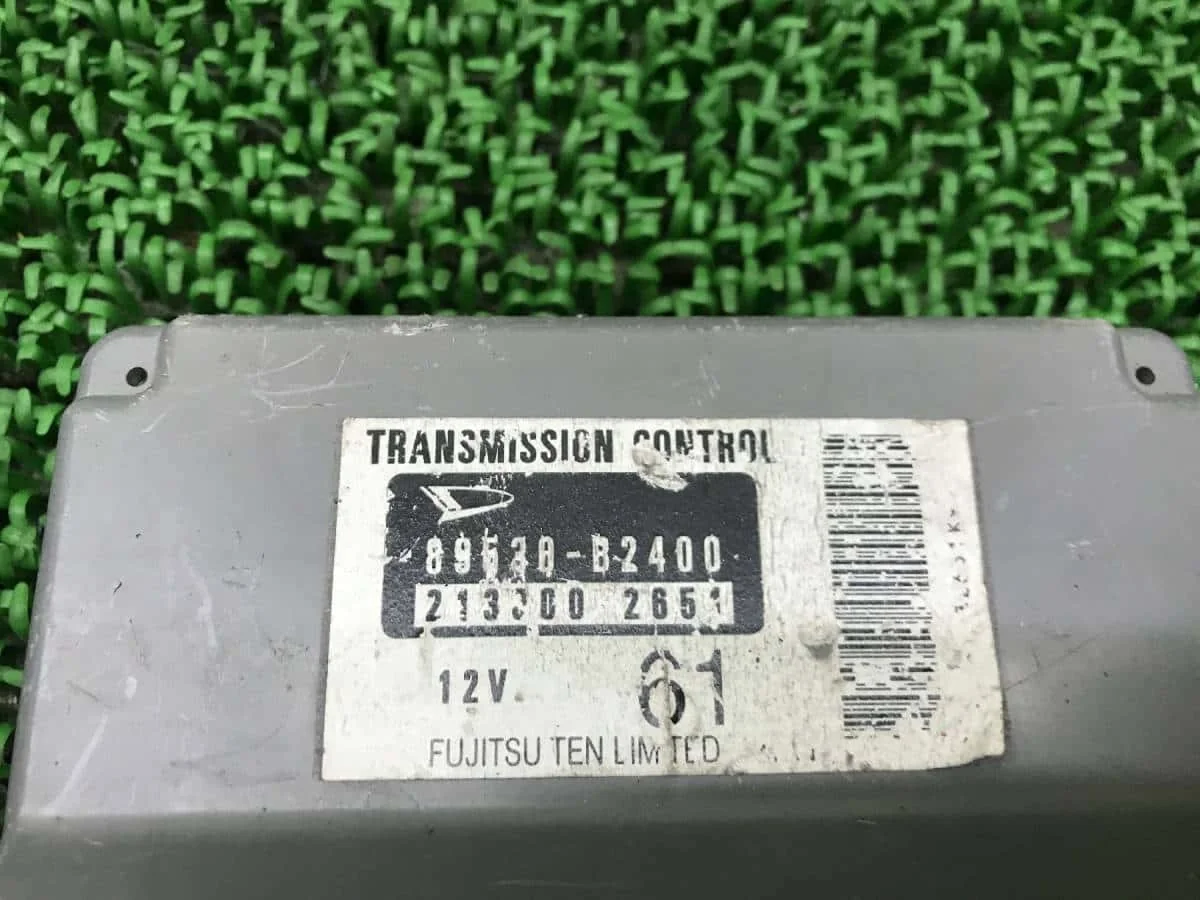 TRANSMISSION CONTROL
89530-B2400
213300 2651
12V
61
FUJITSU TEN LIMITED